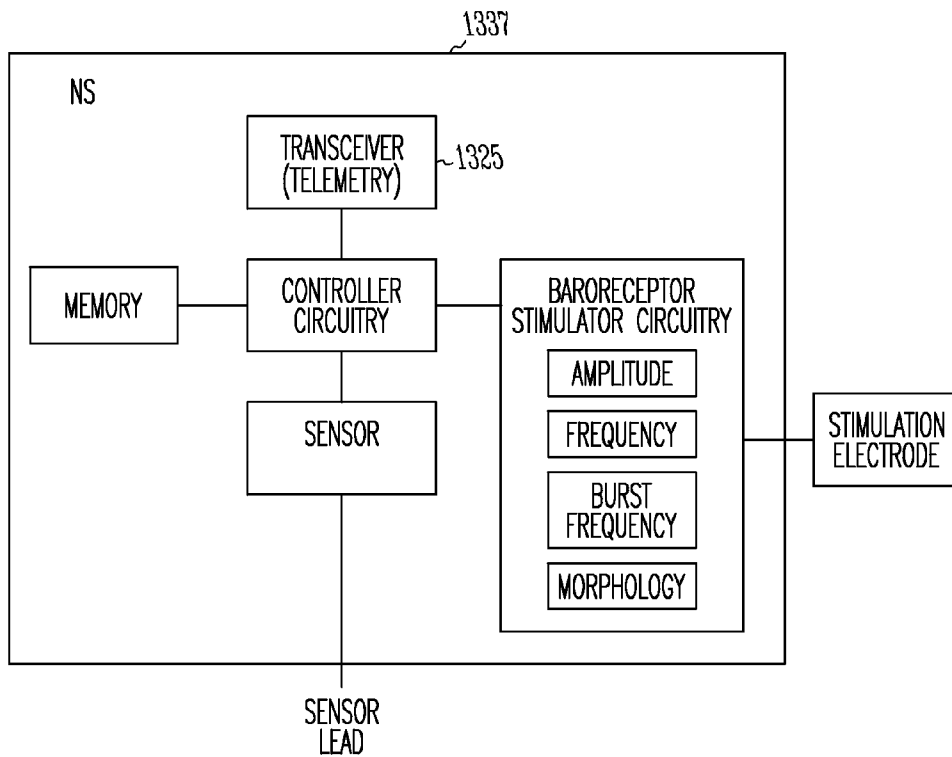 1337
NS
TRANSCEIVER
(TELEMETRY)
1325
MEMORY
CONTROLLER
CIRCUITRY
BARORECEPTOR
STIMULATOR CIRCUITRY
AMPLITUDE
FREQUENCY
BURST
FREQUENCY
MORPHOLOGY
SENSOR
STIMULATION
ELECTRODE
SENSOR
LEAD